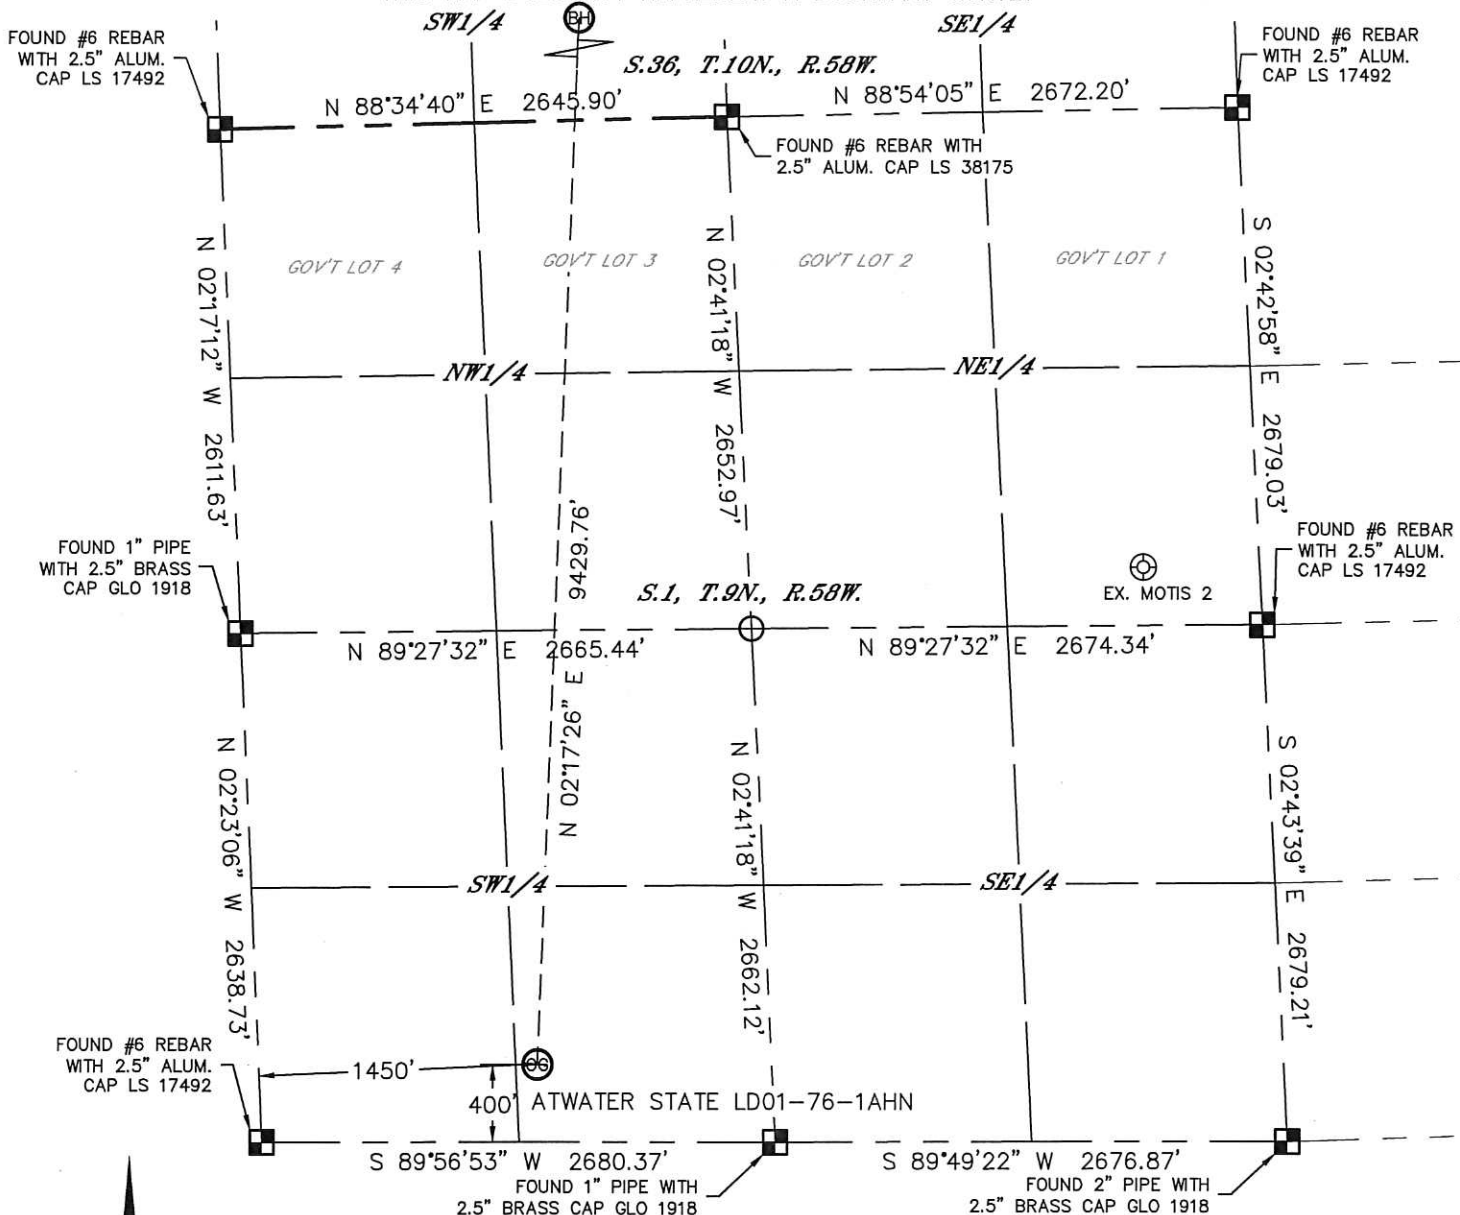 SW1/4
BH
SE1/4
FOUND #6 REBAR
WITH 2.5" ALUM.
CAP LS 17492
S.36, T.10N., R.58W.
FOUND #6 REBAR
WITH 2.5" ALUM.
CAP LS 17492
N 88°34'40" E 2645.90'
N 88°54'05" E 2672.20'
FOUND #6 REBAR WITH
2.5" ALUM. CAP LS 38175
GOV'T LOT 4
GOV'T LOT 3
GOV'T LOT 2
GOV'T LOT 1
N 02°17'12" W 2611.63'
N 02°41'18" W 2652.97'
S 02°42'58" E 2679.03'
NW1/4
NE1/4
FOUND 1" PIPE
WITH 2.5" BRASS
CAP GLO 1918
FOUND #6 REBAR
WITH 2.5" ALUM.
CAP LS 17492
EX. MOTIS 2
S.1, T.9N., R.58W.
N 89°27'32" E 2665.44'
N 89°27'32" E 2674.34'
N 02°17'26" E 9429.76'
N 02°23'06" W 2638.73'
N 02°41'18" W 2662.12'
S 02°43'39" E 2679.21'
SW1/4
SE1/4
FOUND #6 REBAR
WITH 2.5" ALUM.
CAP LS 17492
1450'
OG
400'
ATWATER STATE LD01-76-1AHN
S 89°56'53" W 2680.37'
S 89°49'22" W 2676.87'
FOUND 1" PIPE WITH
2.5" BRASS CAP GLO 1918
FOUND 2" PIPE WITH
2.5" BRASS CAP GLO 1918